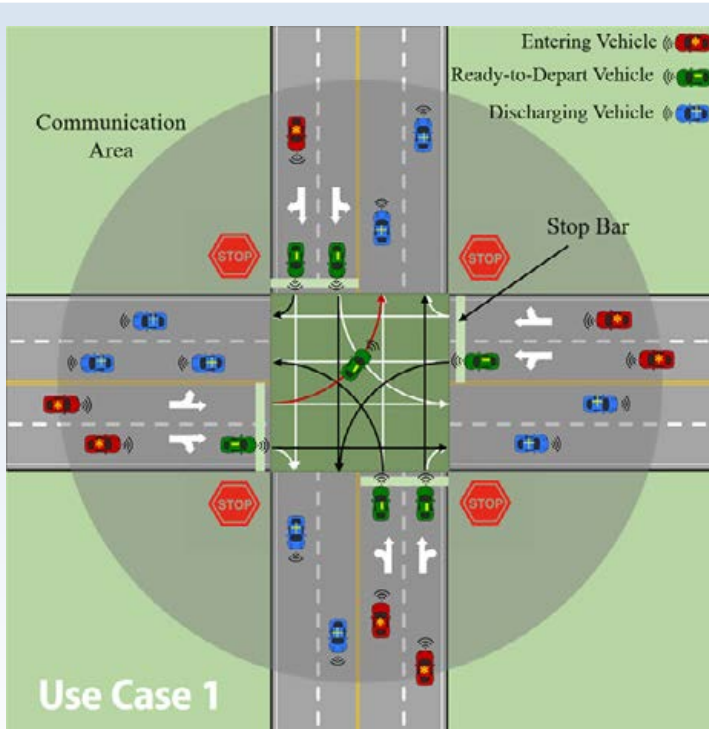 Entering Vehicle
Ready-to-Depart Vehicle
Discharging Vehicle
Communication
Area
Stop Bar
STOP
STOP
STOP
STOP
Use Case 1